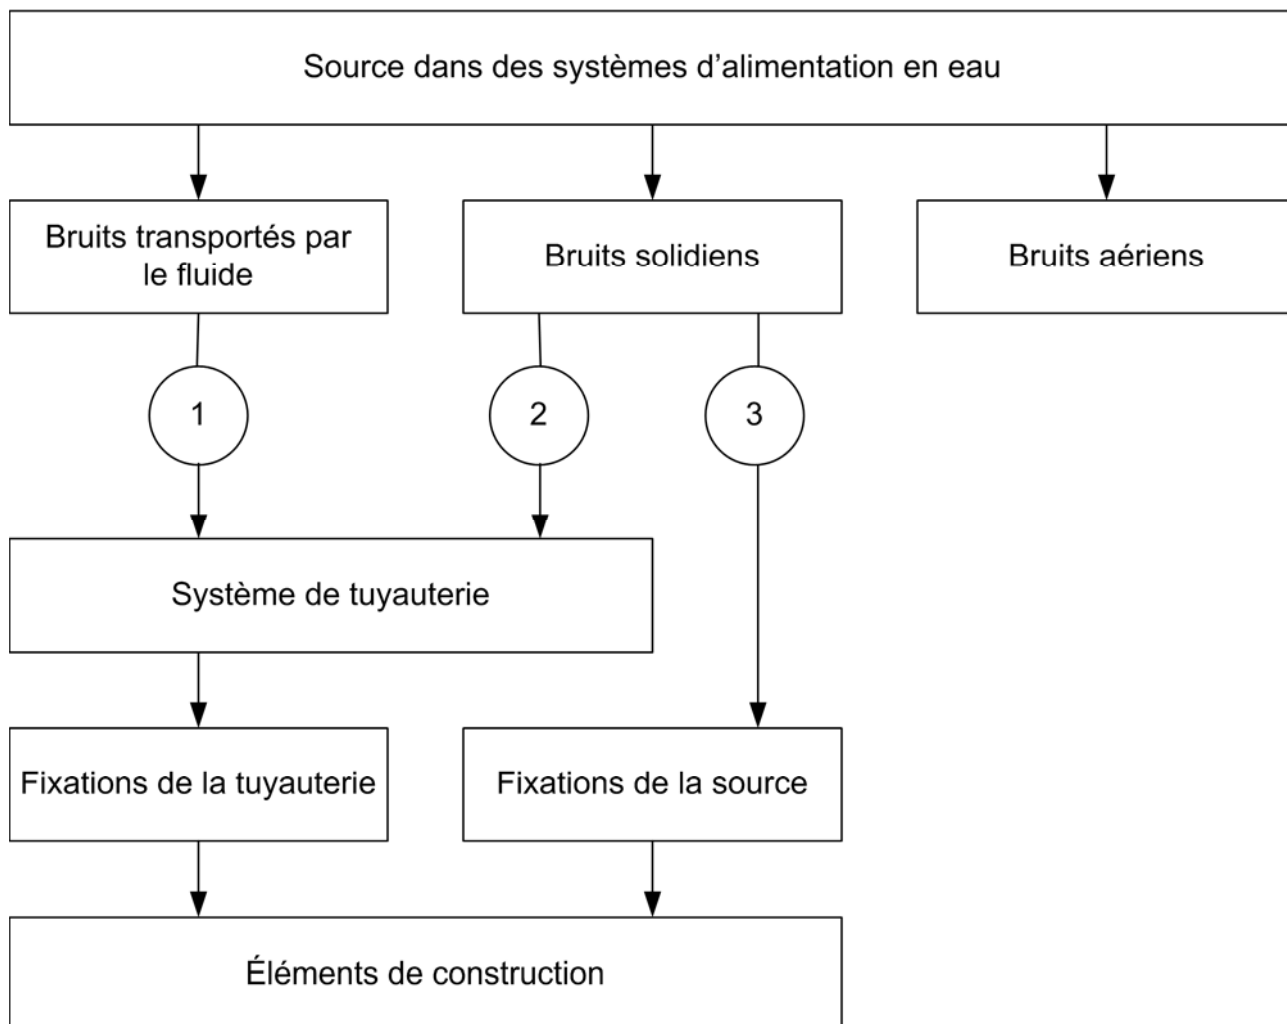 Source dans des systèmes d’alimentation en eau
Bruits transportés par
le fluide
Bruits solidiens
Bruits aériens
1
2
3
Système de tuyauterie
Fixations de la tuyauterie
Fixations de la source
Éléments de construction